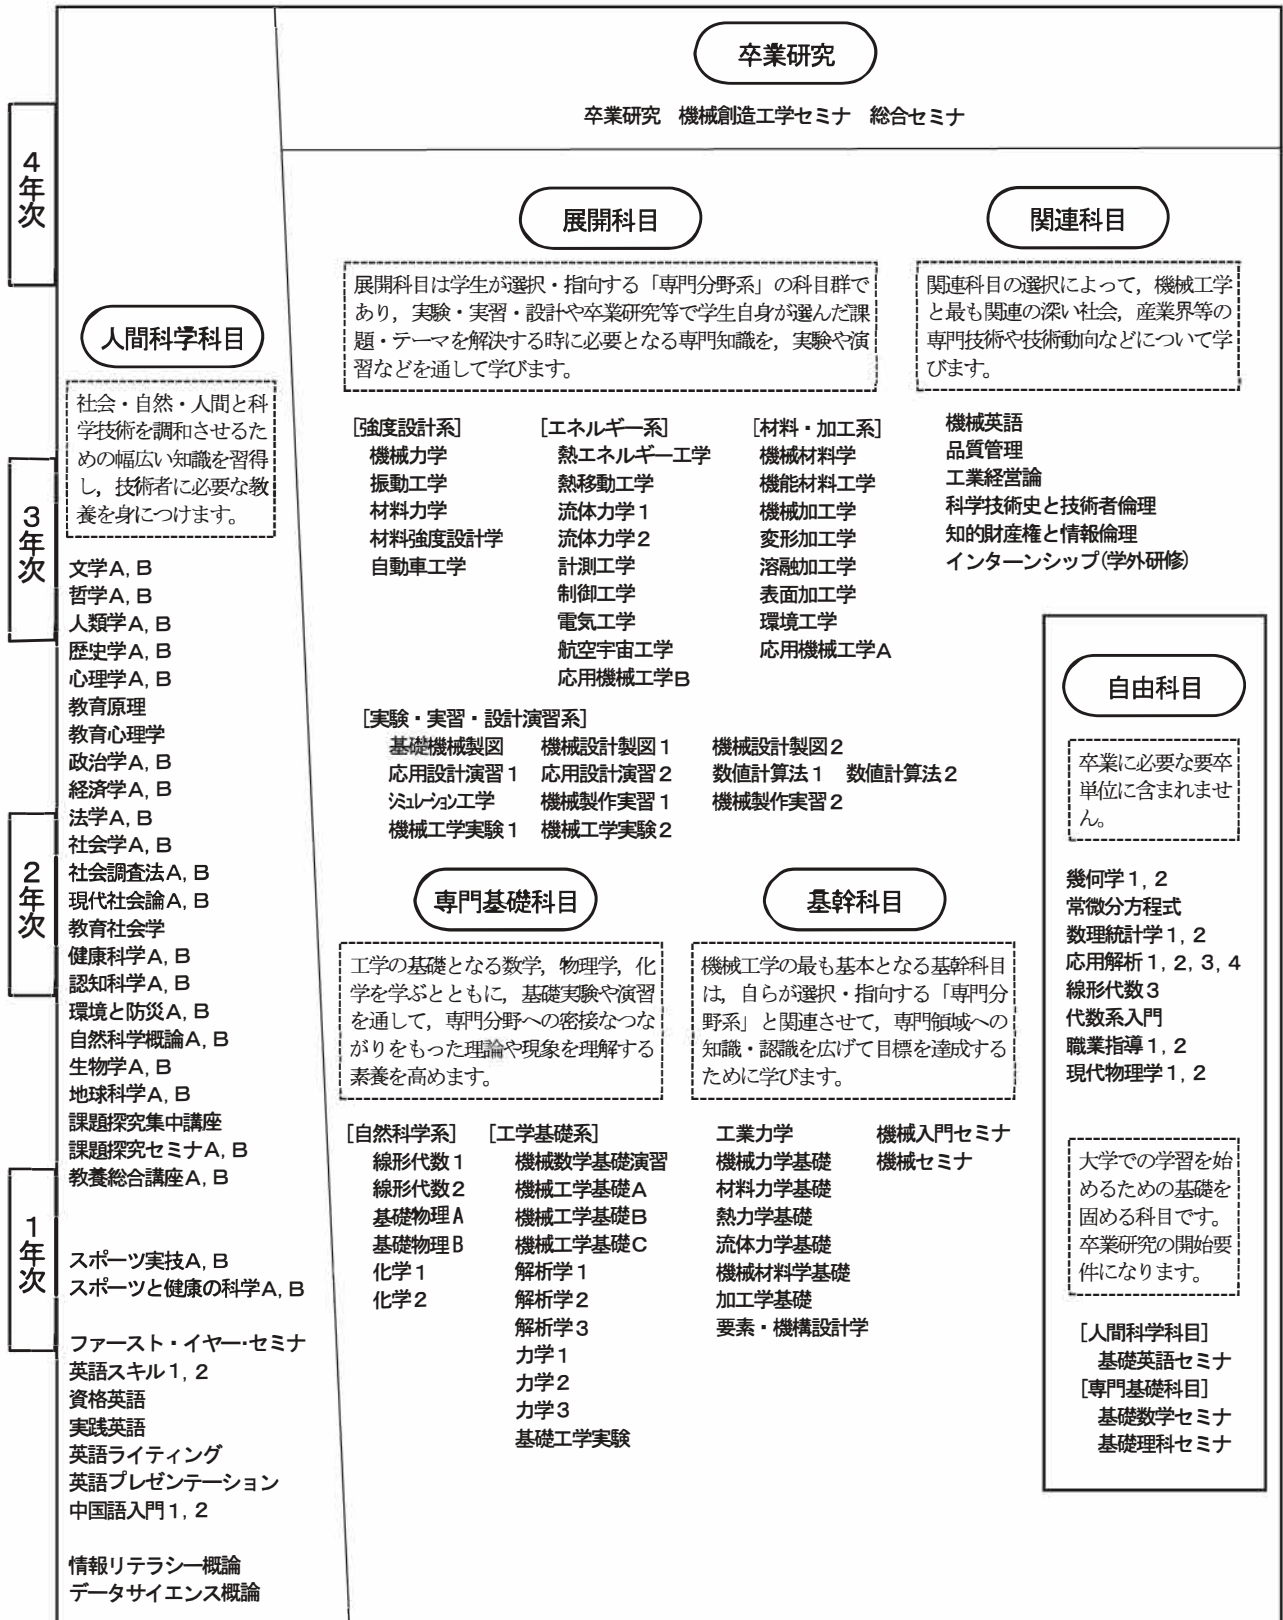 4年次
3年次
2年次
1年次
卒業研究
卒業研究 機械創造工学セミナ 総合セミナ
人間科学科目
社会・自然・人間と科
学技術を調和させるた
めの幅広い知識を習得
し，技術者に必要な教
養を身につけます。
文学A, B
哲学A, B
人類学A, B
歴史学A, B
心理学A, B
教育原理
教育心理学
政治学A, B
経済学A, B
法学A, B
社会学A, B
社会調査法A, B
現代社会論A, B
教育社会学
健康科学A, B
認知科学A, B
環境と防災A, B
自然科学概論A, B
生物学A, B
地球科学A, B
課題探究集中講座
課題探究セミナA, B
教養総合講座A, B
スポーツ実技A, B
スポーツと健康の科学A, B
ファースト・イヤー・セミナ
英語スキル1, 2
資格英語
実践英語
英語ライティング
英語プレゼンテーション
中国語入門1, 2
情報リテラシー概論
データサイエンス概論
展開科目
展開科目は学生が選択・指向する「専門分野系」の科目群で
あり，実験・実習・設計や卒業研究等で学生自身が選んだ課
題・テーマを解決する時に必要となる専門知識を，実験や演
習などを通して学びます。
[強度設計系]
機械力学
振動工学
材料力学
材料強度設計学
自動車工学
[エネルギー系]
熱エネルギー工学
熱移動工学
流体力学1
流体力学2
計測工学
制御工学
電気工学
航空宇宙工学
応用機械工学B
[材料・加工系]
機械材料学
機能材料工学
機械加工学
変形加工学
溶融加工学
表面加工学
環境工学
応用機械工学A
[実験・実習・設計演習系]
基礎機械製図 機械設計製図1 機械設計製図2
応用設計演習1 応用設計演習2 数値計算法1 数値計算法2
シミュレーション工学 機械製作実習1 機械製作実習2
機械工学実験1 機械工学実験2
関連科目
関連科目の選択によって，機械工学
と最も関連の深い社会，産業界等の
専門技術や技術動向などについて学
びます。
機械英語
品質管理
工業経営論
科学技術史と技術者倫理
知的財産権と情報倫理
インターンシップ(学外研修)
専門基礎科目
工学の基礎となる数学，物理学，化
学を学ぶとともに，基礎実験や演習
を通して，専門分野への密接なつな
がりをもった理論や現象を理解する
素養を高めます。
[自然科学系]
線形代数1
線形代数2
基礎物理A
基礎物理B
化学1
化学2
[工学基礎系]
機械数学基礎演習
機械工学基礎A
機械工学基礎B
機械工学基礎C
解析学1
解析学2
解析学3
力学1
力学2
力学3
基礎工学実験
基幹科目
機械工学の最も基本となる基幹科目
は，自らが選択・指向する「専門分
野系」と関連させて，専門領域への
知識・認識を広げて目標を達成する
ために学びます。
工業力学
機械力学基礎
材料力学基礎
熱力学基礎
流体力学基礎
機械材料学基礎
加工学基礎
要素・機構設計学
機械入門セミナ
機械セミナ
自由科目
卒業に必要な要卒
単位に含まれませ
ん。
幾何学1, 2
常微分方程式
数理統計学1, 2
応用解析1, 2, 3, 4
線形代数3
代数系入門
職業指導1, 2
現代物理学1, 2
大学での学習を始
めるための基礎を
固める科目です。
卒業研究の開始要
件になります。
[人間科学科目]
基礎英語セミナ
[専門基礎科目]
基礎数学セミナ
基礎理科セミナ